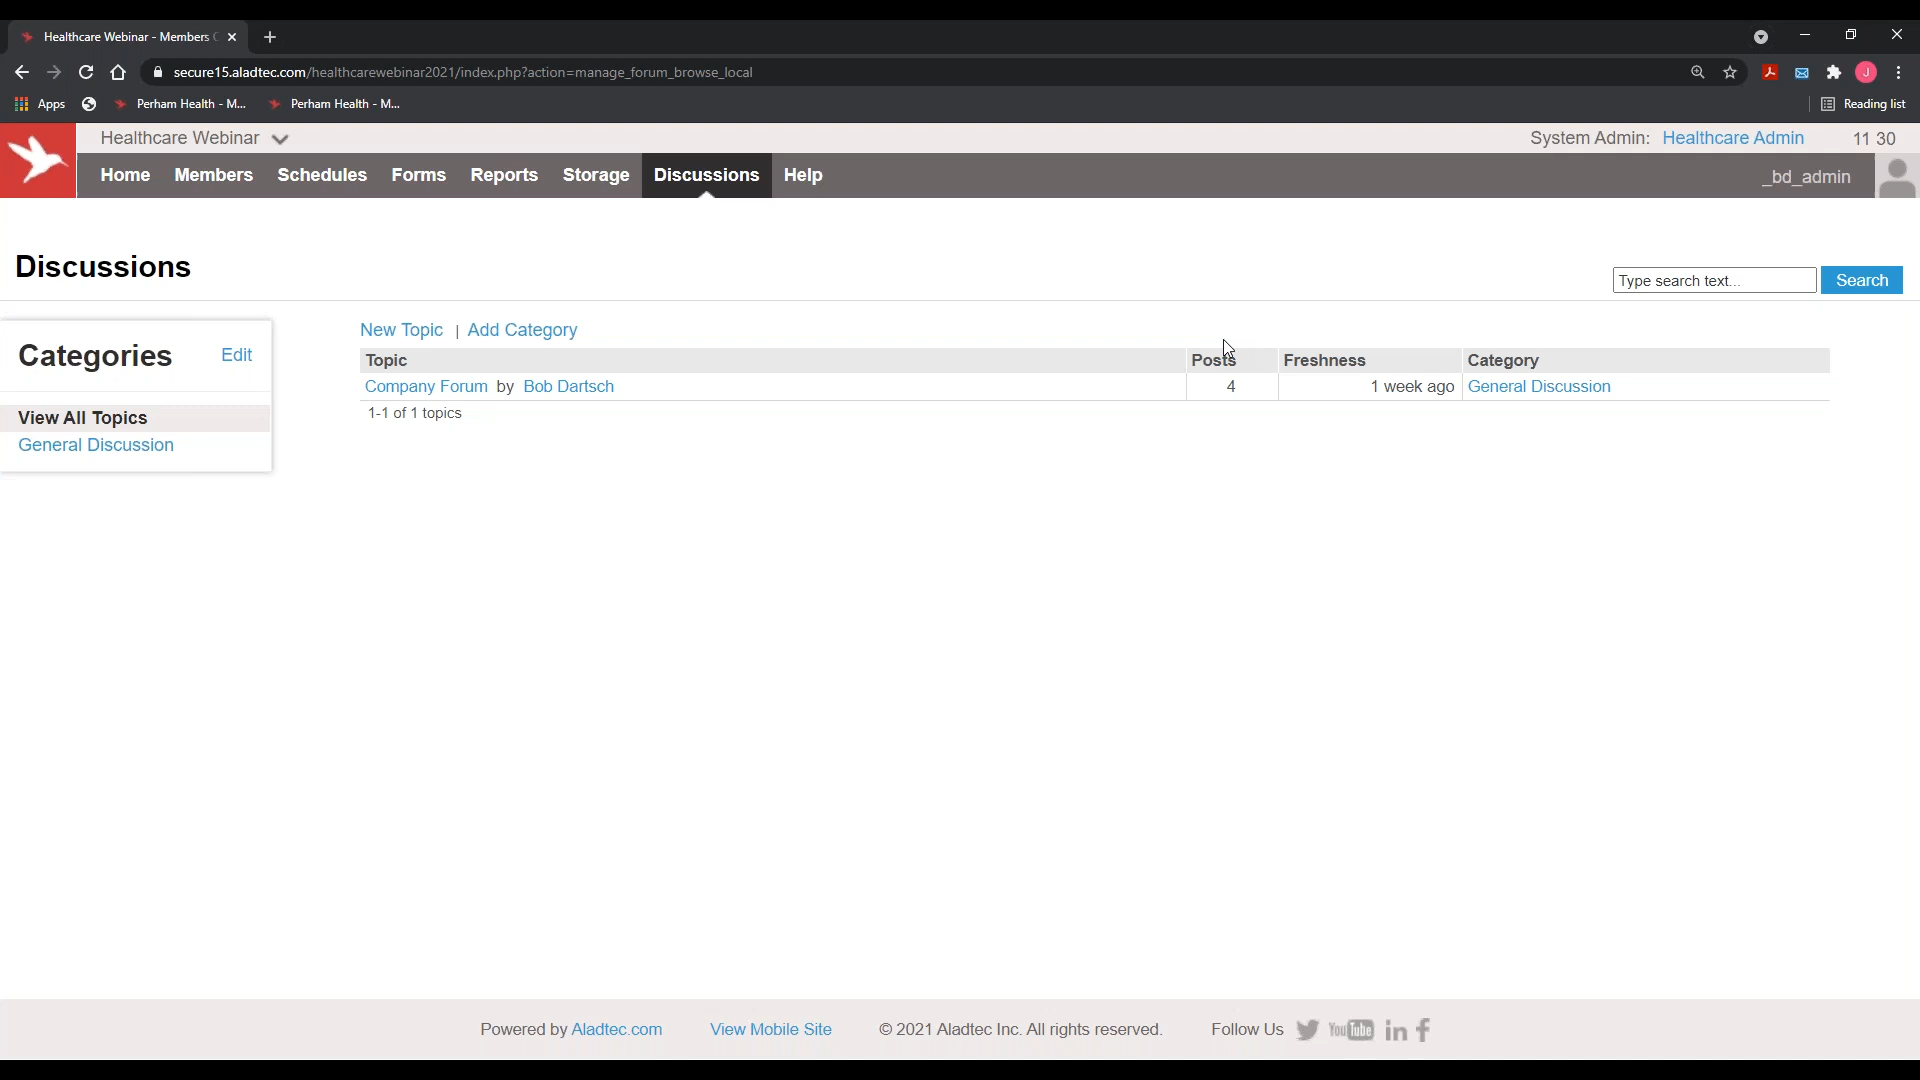 Healthcare Webinar - Members
secure15.aladtec.com/healthcarewebinar2021/index.php?action=manage_forum_browse_local
J
Apps
Perham Health - M...
Perham Health - M...
Reading list
Healthcare Webinar
System Admin: Healthcare Admin
11 30
Home
Members
Schedules
Forms
Reports
Storage
Discussions
Help
_bd_admin
Discussions
Type search text...
Search
Categories
Edit
View All Topics
General Discussion
New Topic | Add Category
Topic
Posts
Freshness
Category
Company Forum by Bob Dartsch
4
1 week ago
General Discussion
1-1 of 1 topics
Powered by Aladtec.com
View Mobile Site
© 2021 Aladtec Inc. All rights reserved.
Follow Us
YouTube
in
f